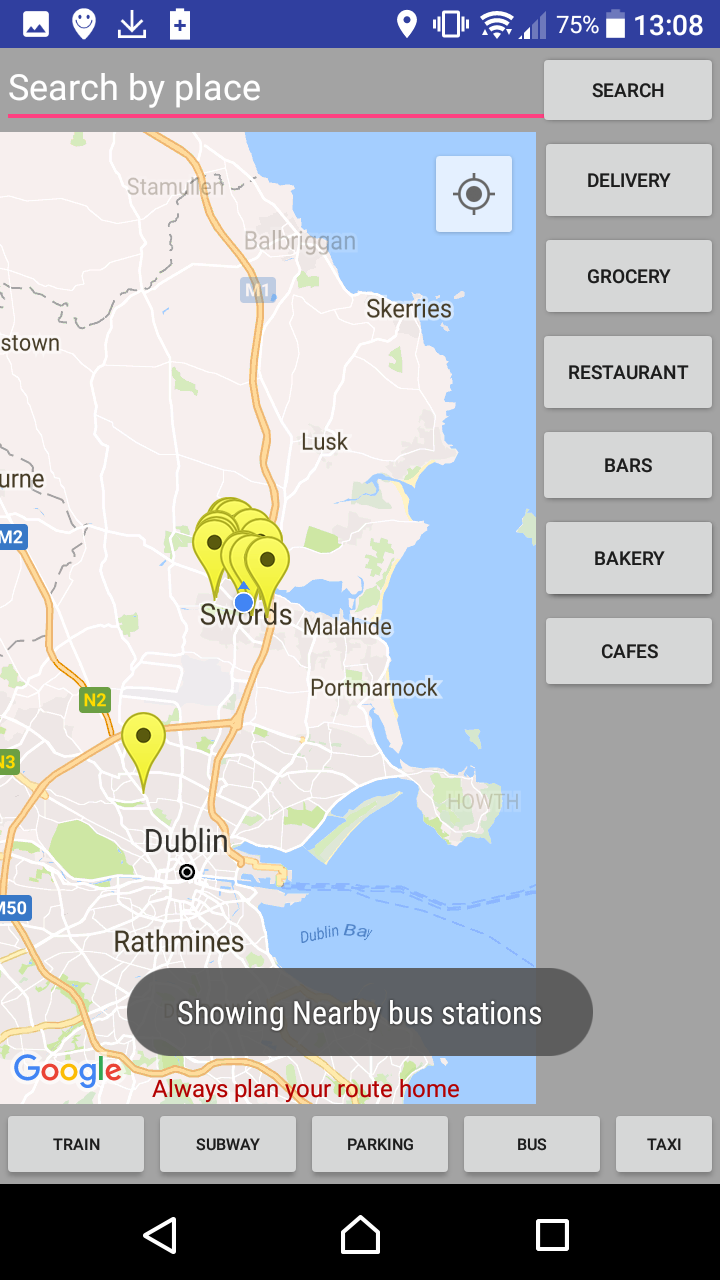 75% 13:08
Search by place
SEARCH
DELIVERY
GROCERY
RESTAURANT
BARS
BAKERY
CAFES
Stamullen
Balbriggan
M1
Skerries
stown
Lusk
urne
M2
Swords
Malahide
Portmarnock
N2
N3
HOWTH
Dublin
M50
Rathmines
Dublin Bay
Showing Nearby bus stations
Google
Always plan your route home
TRAIN SUBWAY PARKING BUS TAXI